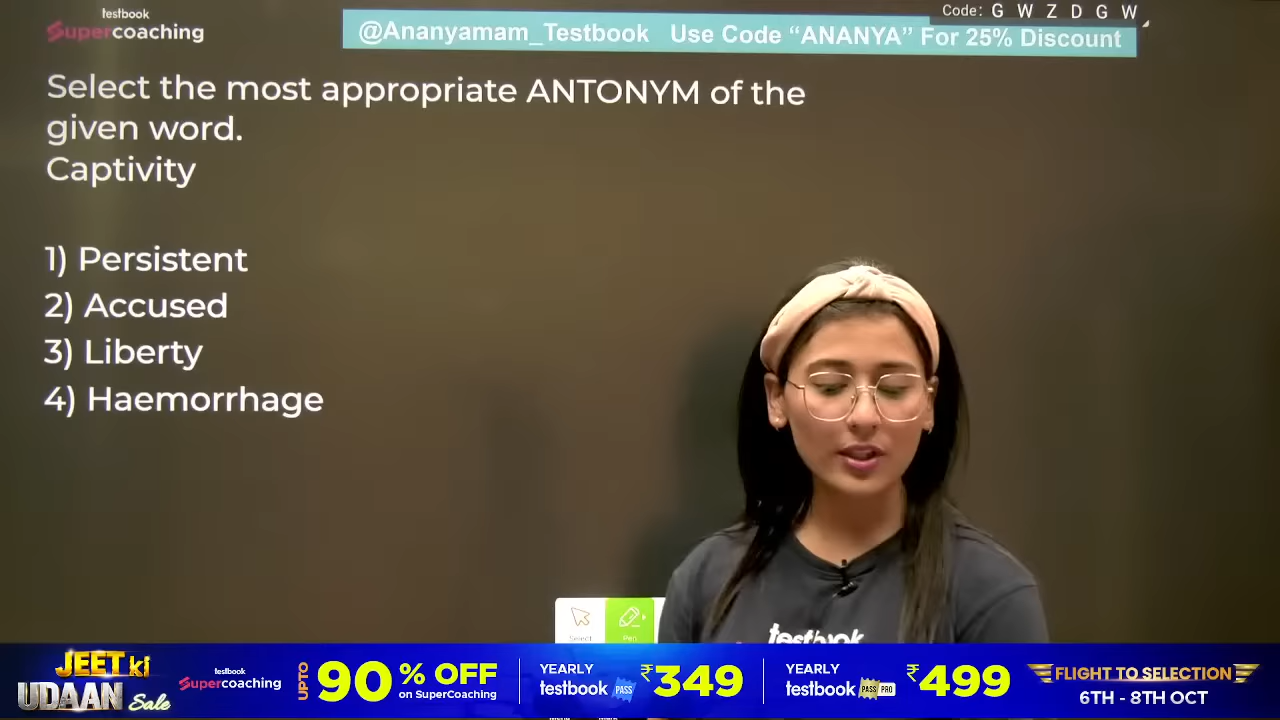 testbook
Supercoaching
Code: G W Z D G W
@Ananyamam_Testbook Use Code “ANANYA” For 25% Discount
Select the most appropriate ANTONYM of the
given word.
Captivity
1) Persistent
2) Accused
3) Liberty
4) Haemorrhage
Select
Pen
testbook
JEET ki
UDAAN Sale
testbook
Supercoaching
UPTO 90% OFF
on SuperCoaching
YEARLY
testbook PASS
₹349
YEARLY
testbook PASS PRO
₹499
FLIGHT TO SELECTION
6TH - 8TH OCT